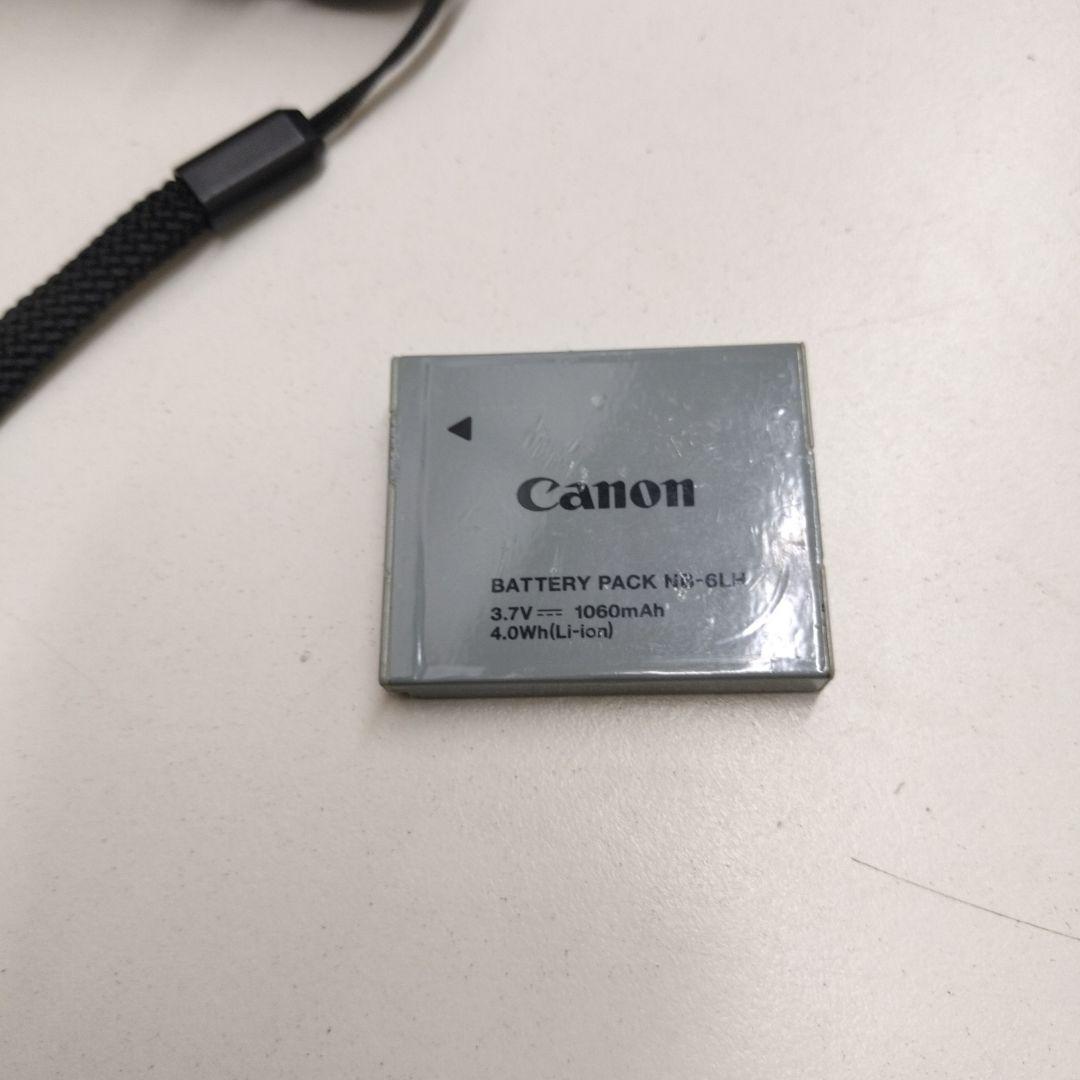 Canon
BATTERY PACK NB-6LH
3.7V⎓ 1060mAh
4.0Wh(Li-ion)